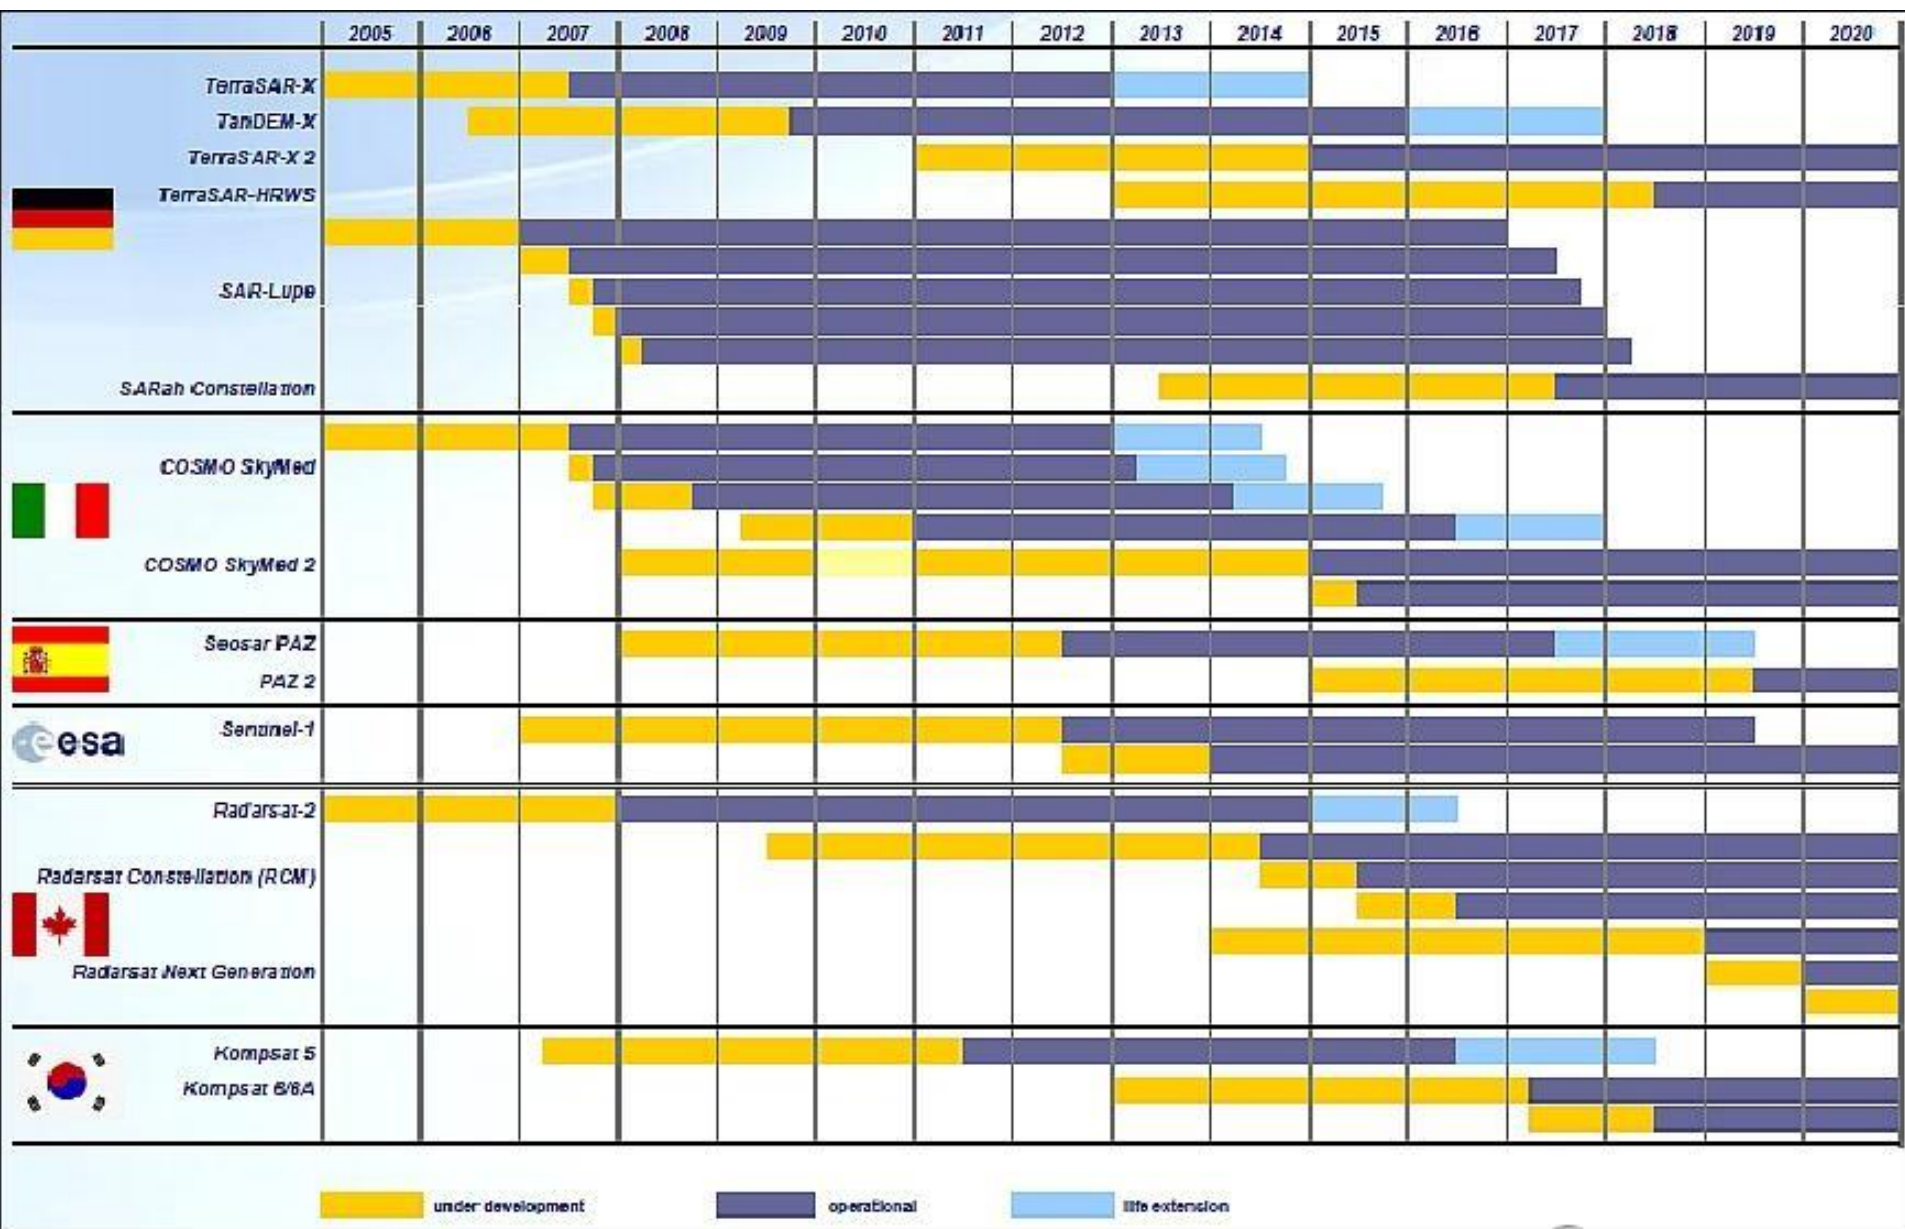 2005 2006 2007 2008 2009 2010 2011 2012 2013 2014 2015 2016 2017 2018 2019 2020
TerraSAR-X
TanDEM-X
TerraSAR-X 2
TerraSAR-HRWS
SAR-Lupe
SARah Constellation
COSMO SkyMed
COSMO SkyMed 2
Seosar PAZ
PAZ 2
esa
Sentinel-1
Radarsat-2
Radarsat Constellation (RCM)
Radarsat Next Generation
Kompsat 5
Kompsat 6/6A
under development operational life extension